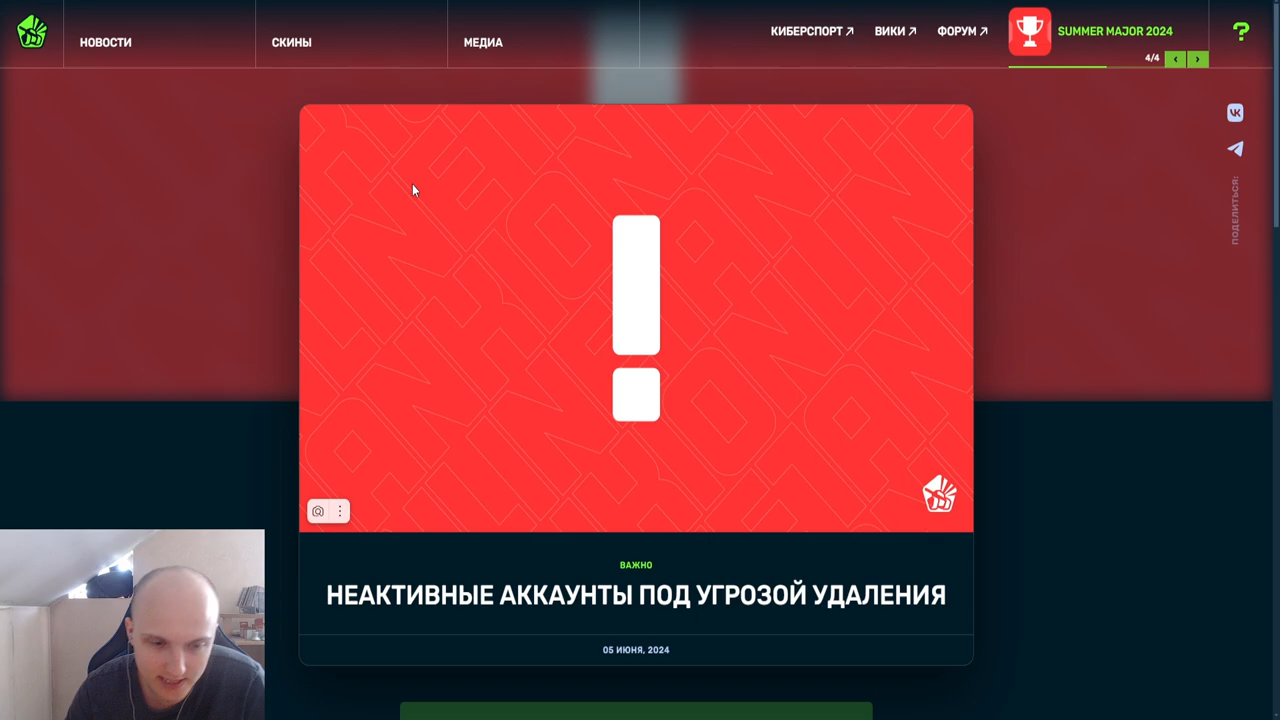 НОВОСТИ
СКИНЫ
МЕДИА
КИБЕРСПОРТ
ВИКИ
ФОРУМ
SUMMER MAJOR 2024
4/4
ПОДЕЛИТЬСЯ:
ВАЖНО
НЕАКТИВНЫЕ АККАУНТЫ ПОД УГРОЗОЙ УДАЛЕНИЯ
05 ИЮНЯ, 2024